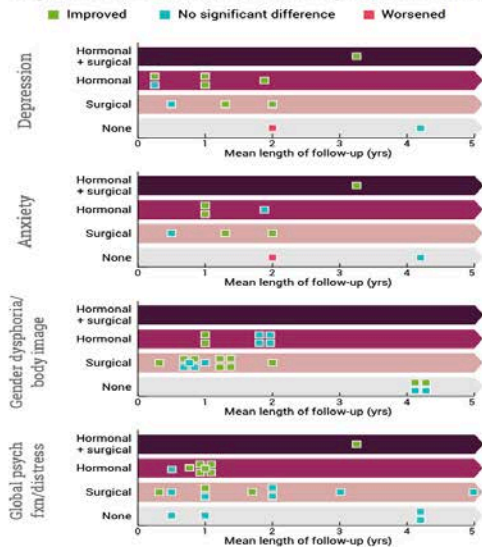 Improved No significant difference Worsened
Depression
Hormonal
+ surgical
Hormonal
Surgical
None
0 1 2 3 4 5
Mean length of follow-up (yrs)
Anxiety
Hormonal
+ surgical
Hormonal
Surgical
None
0 1 2 3 4 5
Mean length of follow-up (yrs)
Gender dysphoria/
body image
Hormonal
+ surgical
Hormonal
Surgical
None
0 1 2 3 4 5
Mean length of follow-up (yrs)
Global psych
fxn/distress
Hormonal
+ surgical
Hormonal
Surgical
None
0 1 2 3 4 5
Mean length of follow-up (yrs)